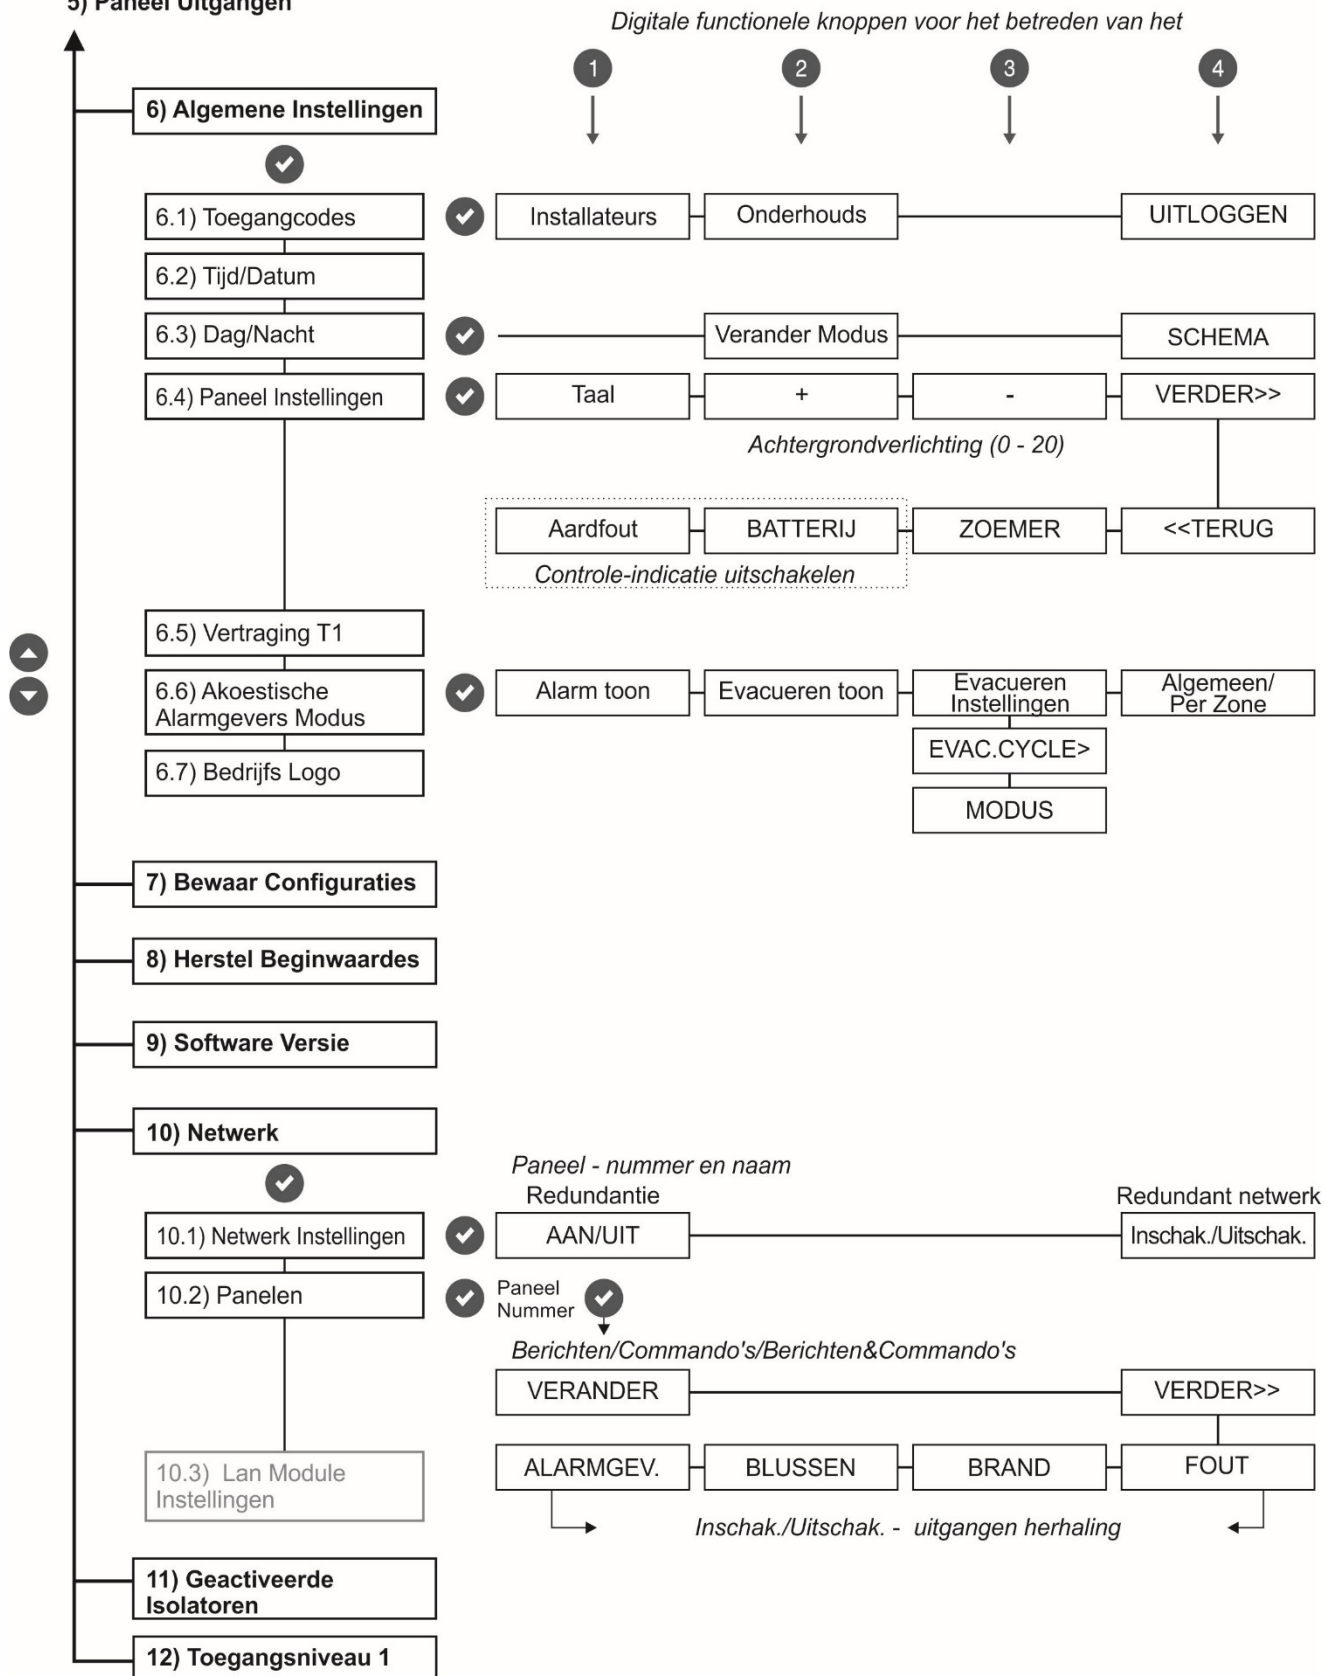 5) Paneel Uitgangen
Digitale functionele knoppen voor het betreden van het
1
2
3
4
6) Algemene Instellingen
6.1) Toegangcodes
Installateurs
Onderhouds
UITLOGGEN
6.2) Tijd/Datum
6.3) Dag/Nacht
Verander Modus
SCHEMA
6.4) Paneel Instellingen
Taal
+
-
VERDER>>
Achtergrondverlichting (0 - 20)
Aardfout
BATTERIJ
ZOEMER
<<TERUG
Controle-indicatie uitschakelen
6.5) Vertraging T1
6.6) Akoestische
Alarmgevers Modus
Alarm toon
Evacueren toon
Evacueren
Instellingen
Algemeen/
Per Zone
EVAC.CYCLE>
MODUS
6.7) Bedrijfs Logo
7) Bewaar Configuraties
8) Herstel Beginwaardes
9) Software Versie
10) Netwerk
Paneel - nummer en naam
Redundantie
Redundant netwerk
10.1) Netwerk Instellingen
AAN/UIT
Inschak./Uitschak.
10.2) Panelen
Paneel
Nummer
Berichten/Commando's/Berichten&Commando's
VERANDER
VERDER>>
10.3) Lan Module
Instellingen
ALARMGEV.
BLUSSEN
BRAND
FOUT
Inschak./Uitschak. - uitgangen herhaling
11) Geactiveerde
Isolatoren
12) Toegangsniveau 1